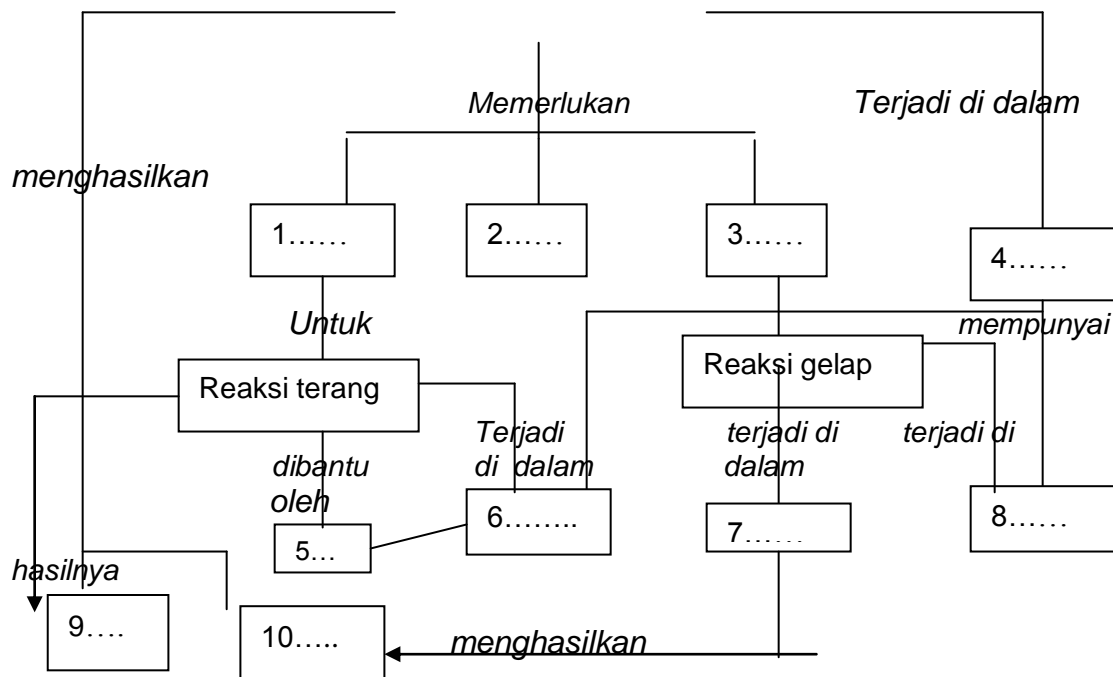 Memerlukan
Terjadi di dalam
menghasilkan
1......
2......
3......
4......
Untuk
mempunyai
Reaksi terang
Reaksi gelap
dibantu
oleh
Terjadi
di dalam
terjadi di
dalam
terjadi di
5...
6........
7......
8......
hasilnya
9....
10.....
menghasilkan